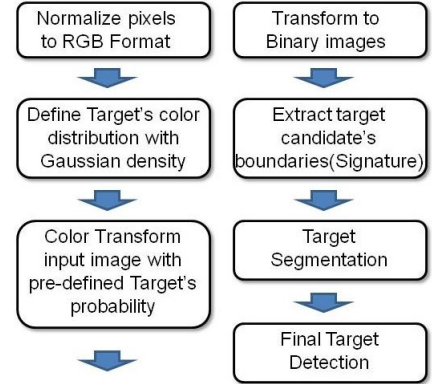 Normalize pixels
to RGB Format
Define Target's color
distribution with
Gaussian density
Color Transform
input image with
pre-defined Target's
probability
Transform to
Binary images
Extract target
candidate's
boundaries(Signature)
Target
Segmentation
Final Target
Detection